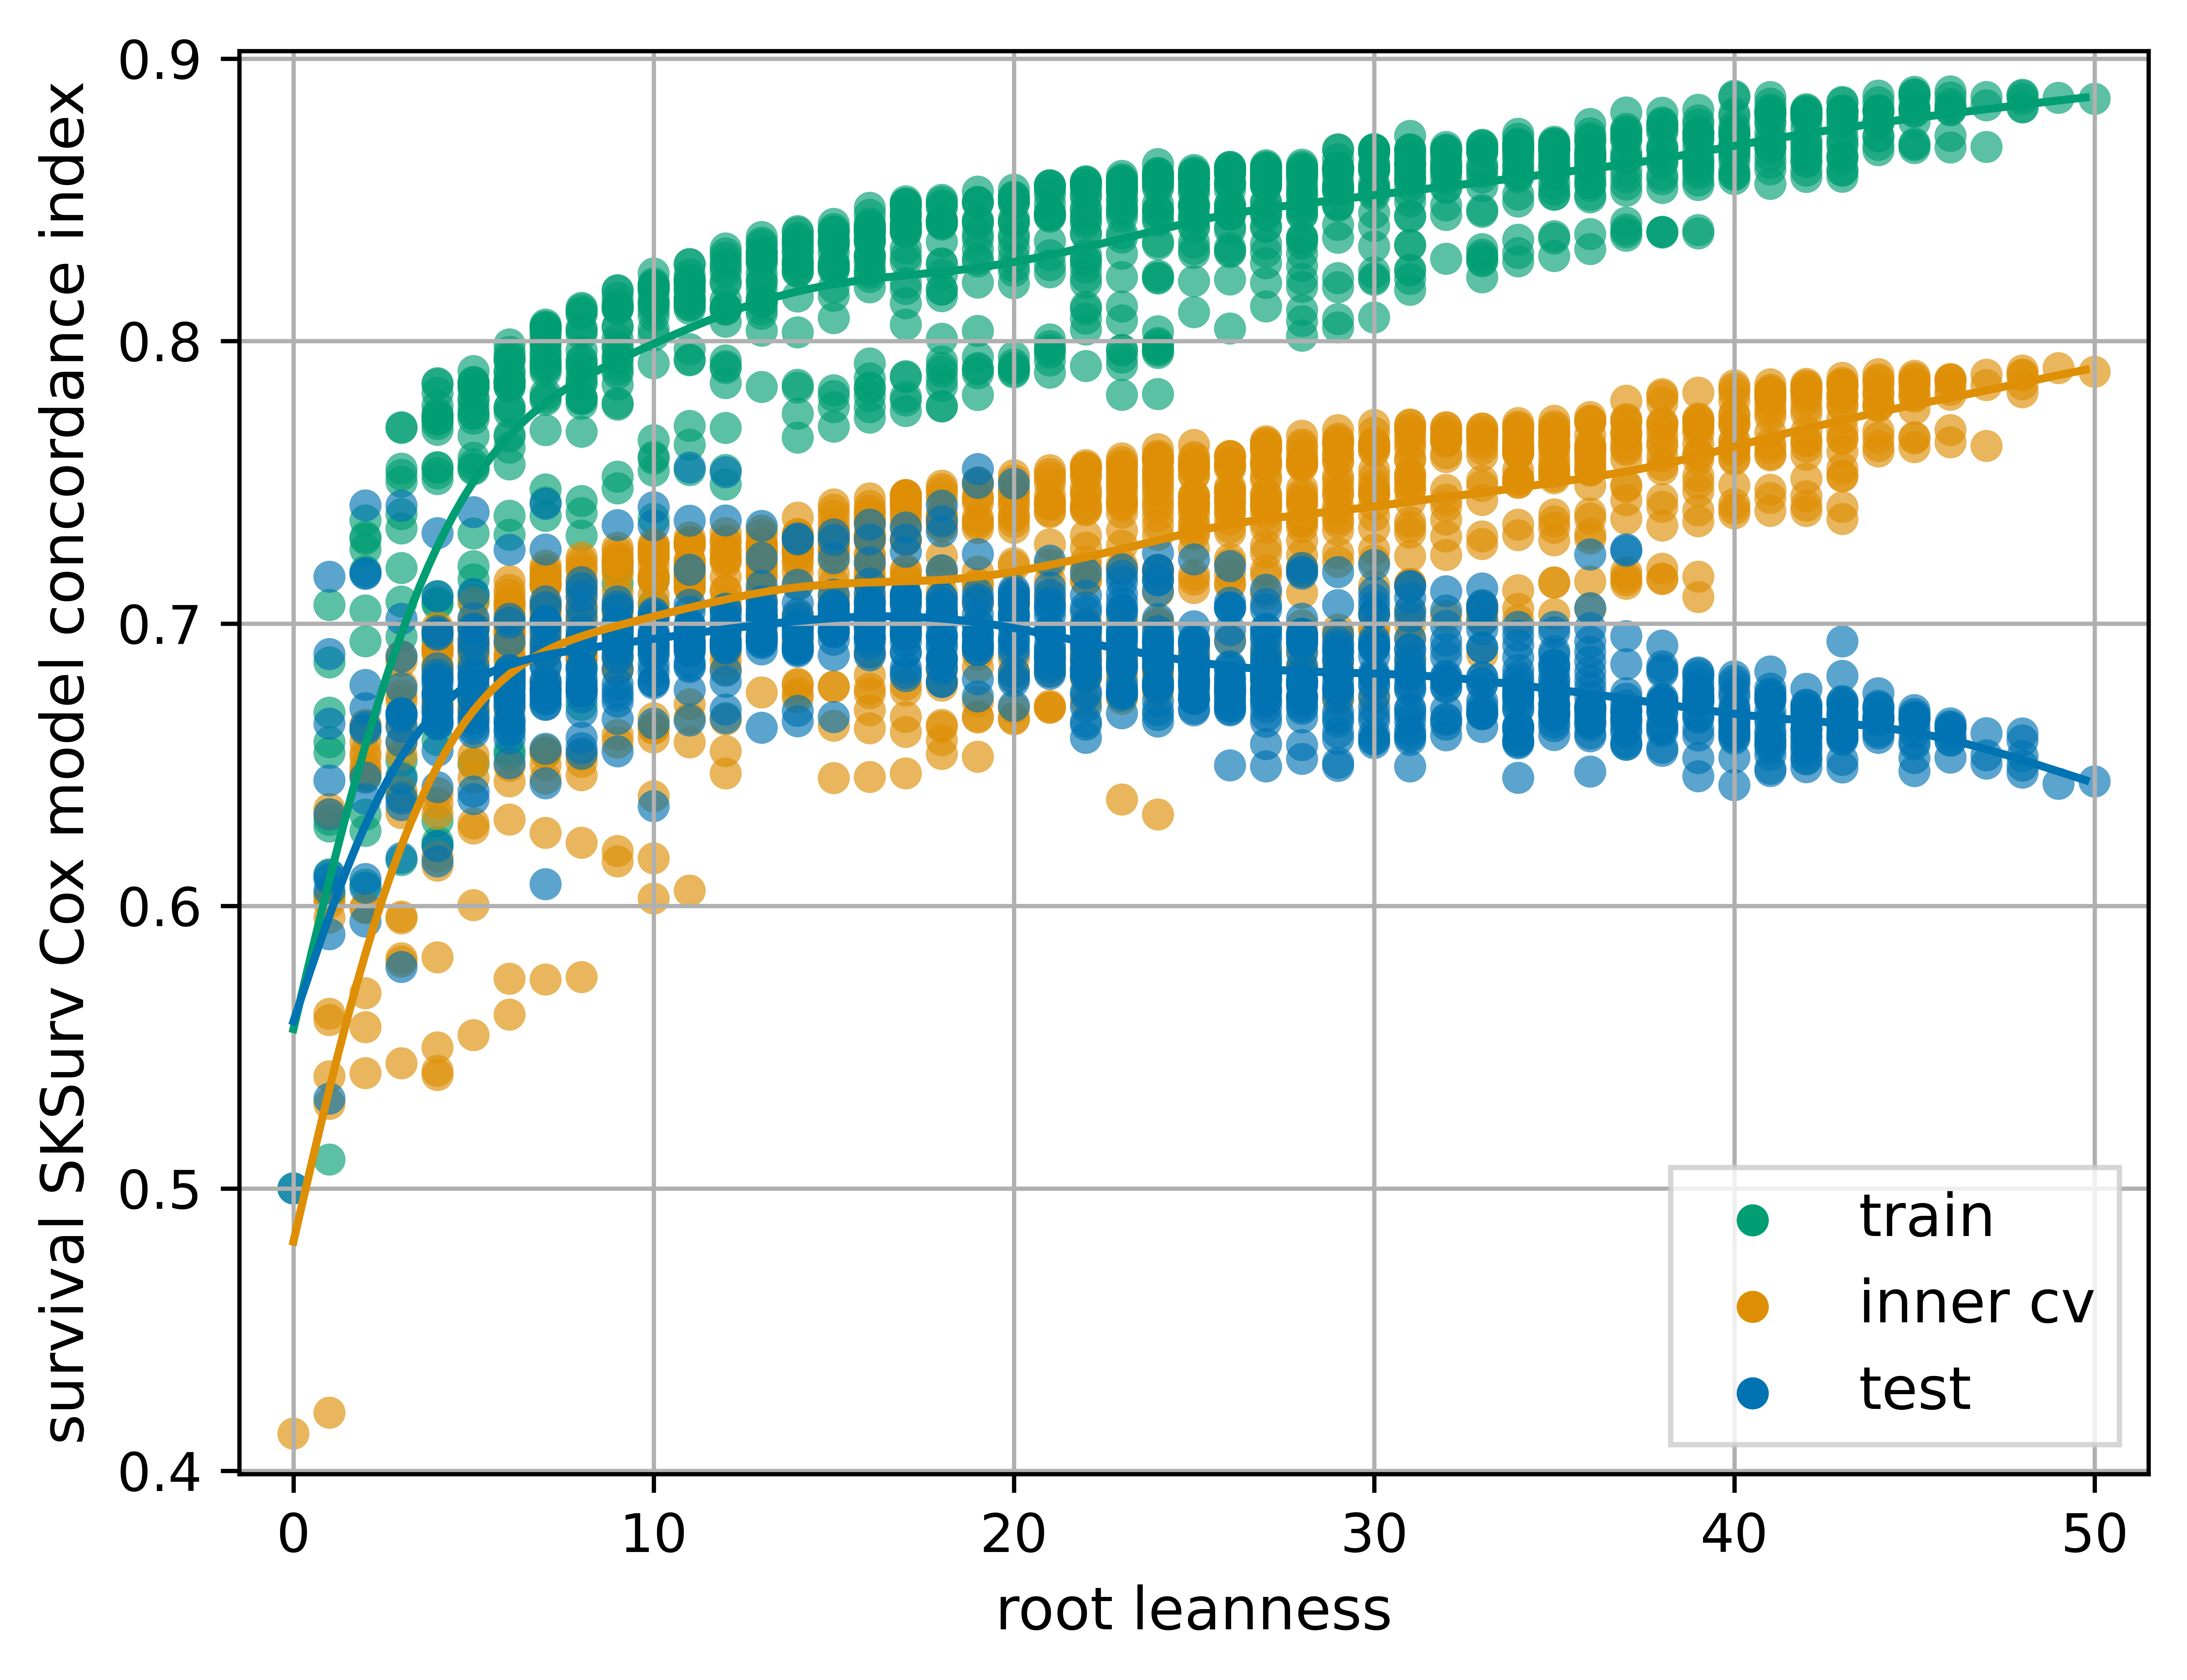 survival SKSurv Cox model concordance index
0.9
0.8
0.7
0.6
0.5
0.4
0 10 20 30 40 50
root leanness
train
inner cv
test